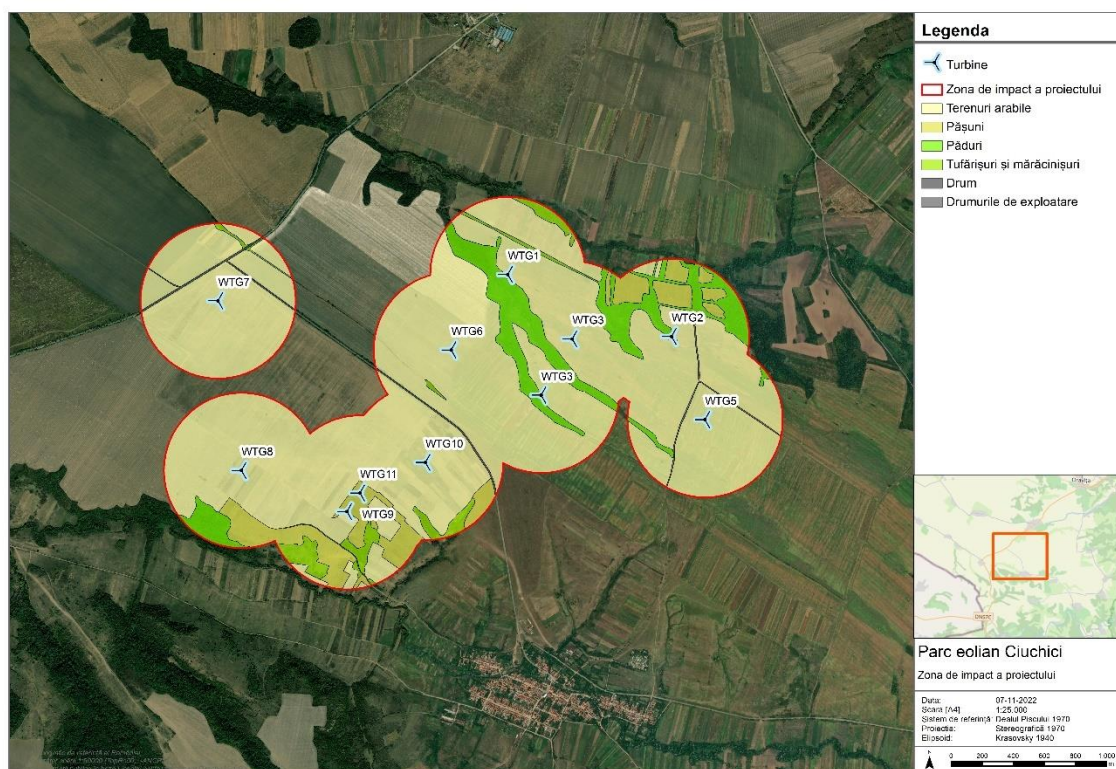 WTG1
WTG7
WTG3
WTG2
WTG6
WTG3
WTG5
WTG10
WTG8
WTG11
WTG9
Legenda
Turbine
Zona de impact a proiectului
Terenuri arabile
Pășuni
Păduri
Tufărișuri și mărăcinișuri
Drum
Drumurile de exploatare
Oravița
DN57C
Parc eolian Ciuchici
Zona de impact a proiectului
Data: 07-11-2022
Scara [A4] 1:25.000
Sistem de referință: Dealul Piscului 1970
Proiecție: Stereografică 1970
Elipsoid: Krasovsky 1940
N
0 200 400 600 800 1.000
m